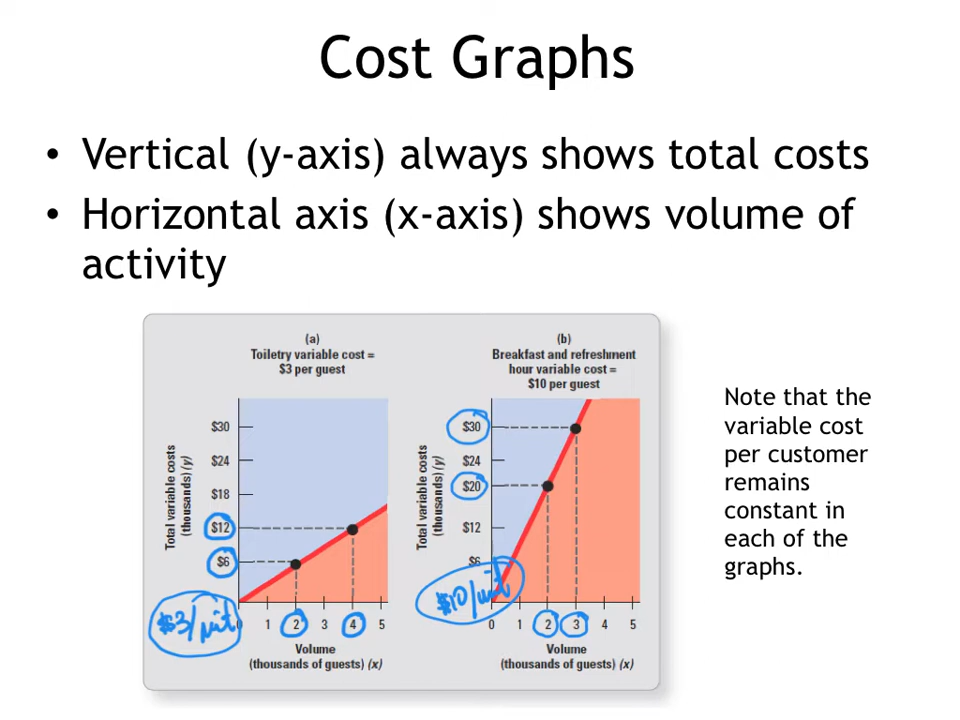 Cost Graphs
• Vertical (y-axis) always shows total costs
• Horizontal axis (x-axis) shows volume of
activity
(a)
Toiletry variable cost =
$3 per guest
Total variable costs
(thousands) (y)
$30
$24
$18
$12
$6
$3/unit
0 1 2 3 4 5
Volume
(thousands of guests) (x)
(b)
Breakfast and refreshment
hour variable cost =
$10 per guest
Total variable costs
(thousands) (y)
$30
$24
$20
$12
$6
$10/unit
0 1 2 3 4 5
Volume
(thousands of guests) (x)
Note that the
variable cost
per customer
remains
constant in
each of the
graphs.